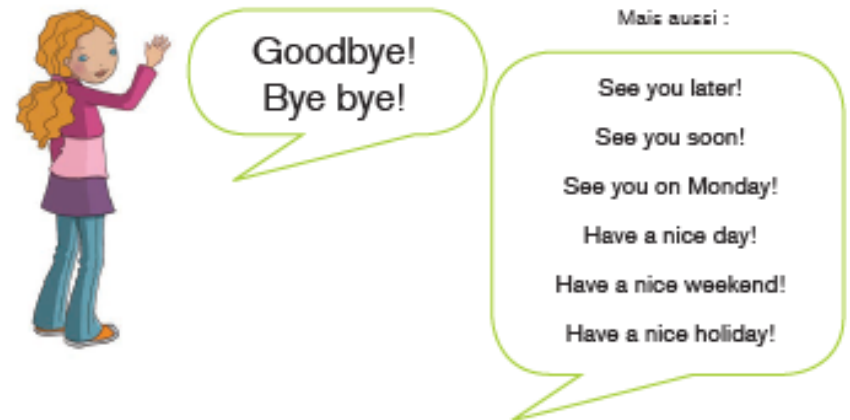 Goodbye!
Bye bye!
Mais aussi :
See you later!
See you soon!
See you on Monday!
Have a nice day!
Have a nice weekend!
Have a nice holiday!